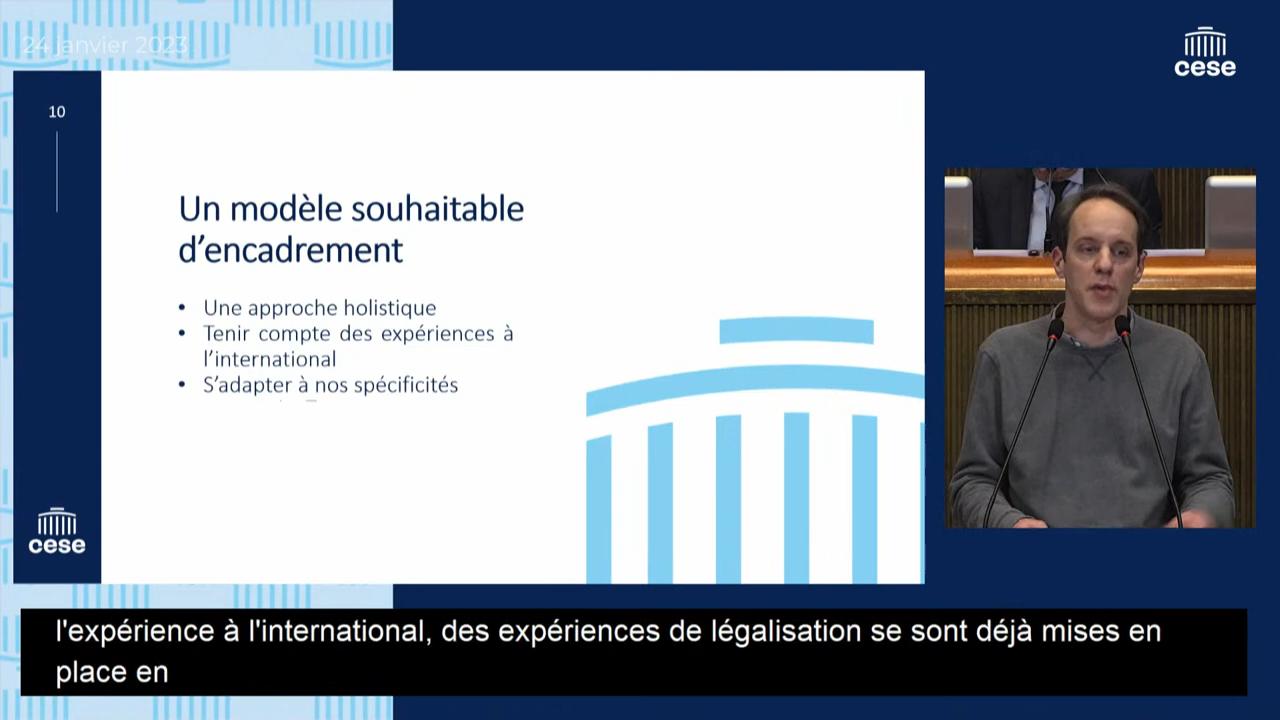 24 janvier 2023
cese
10
Un modèle souhaitable
d’encadrement
• Une approche holistique
• Tenir compte des expériences à
l’international
• S’adapter à nos spécificités
cese
l'expérience à l'international, des expériences de légalisation se sont déjà mises en
place en